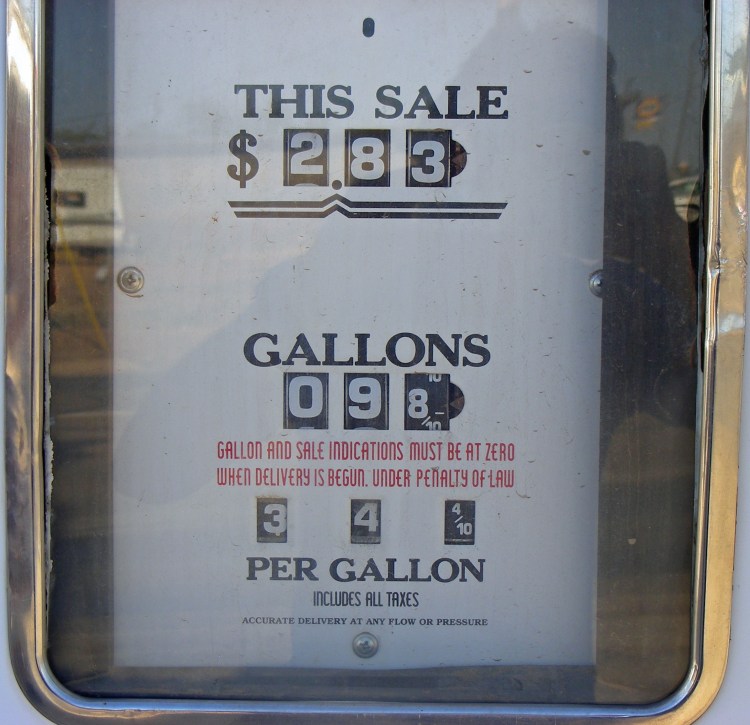 THIS SALE
$ 2.83
GALLONS
0 9 8/10
GALLON AND SALE INDICATIONS MUST BE AT ZERO
WHEN DELIVERY IS BEGUN. UNDER PENALTY OF LAW
3 4 4/10
PER GALLON
INCLUDES ALL TAXES
ACCURATE DELIVERY AT ANY FLOW OR PRESSURE